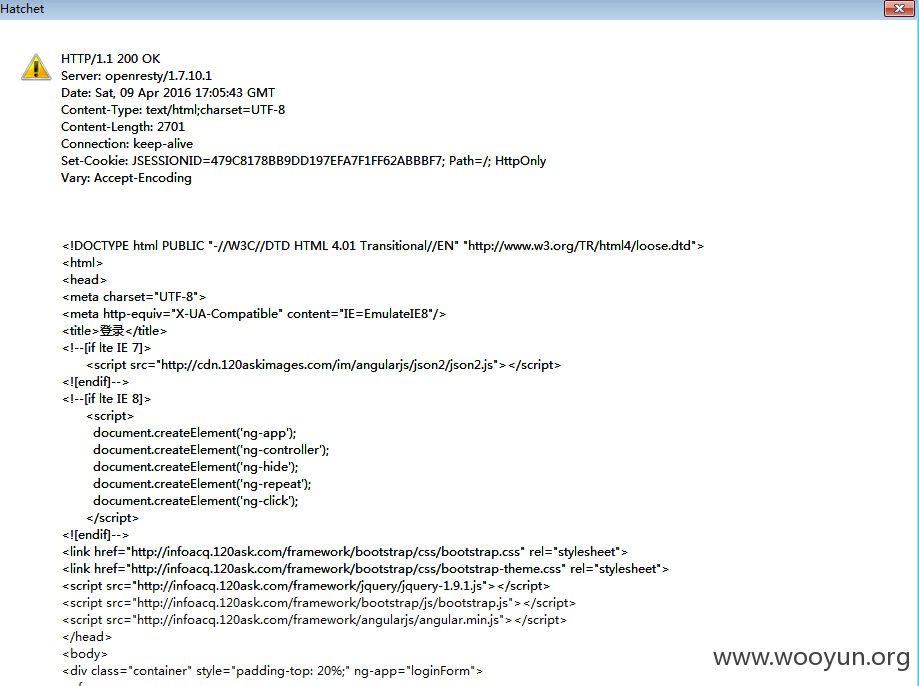 Hatchet
HTTP/1.1 200 OK
Server: openresty/1.7.10.1
Date: Sat, 09 Apr 2016 17:05:43 GMT
Content-Type: text/html;charset=UTF-8
Content-Length: 2701
Connection: keep-alive
Set-Cookie: JSESSIONID=479C8178BB9DD197EFA7F1FF62ABBBF7; Path=/; HttpOnly
Vary: Accept-Encoding
<!DOCTYPE html PUBLIC "-//W3C//DTD HTML 4.01 Transitional//EN" "http://www.w3.org/TR/html4/loose.dtd">
<html>
<head>
<meta charset="UTF-8">
<meta http-equiv="X-UA-Compatible" content="IE=EmulateIE8"/>
<title>登录</title>
<!--[if lte IE 7]>
<script src="http://cdn.120askimages.com/im/angularjs/json2/json2.js"></script>
<![endif]-->
<!--[if lte IE 8]>
<script>
document.createElement('ng-app');
document.createElement('ng-controller');
document.createElement('ng-hide');
document.createElement('ng-repeat');
document.createElement('ng-click');
</script>
<![endif]-->
<link href="http://infoacq.120ask.com/framework/bootstrap/css/bootstrap.css" rel="stylesheet">
<link href="http://infoacq.120ask.com/framework/bootstrap/css/bootstrap-theme.css" rel="stylesheet">
<script src="http://infoacq.120ask.com/framework/jquery/jquery-1.9.1.js"></script>
<script src="http://infoacq.120ask.com/framework/bootstrap/js/bootstrap.js"></script>
<script src="http://infoacq.120ask.com/framework/angularjs/angular.min.js"></script>
</head>
<body>
<div class="container" style="padding-top: 20%;" ng-app="loginForm">
www.wooyun.org